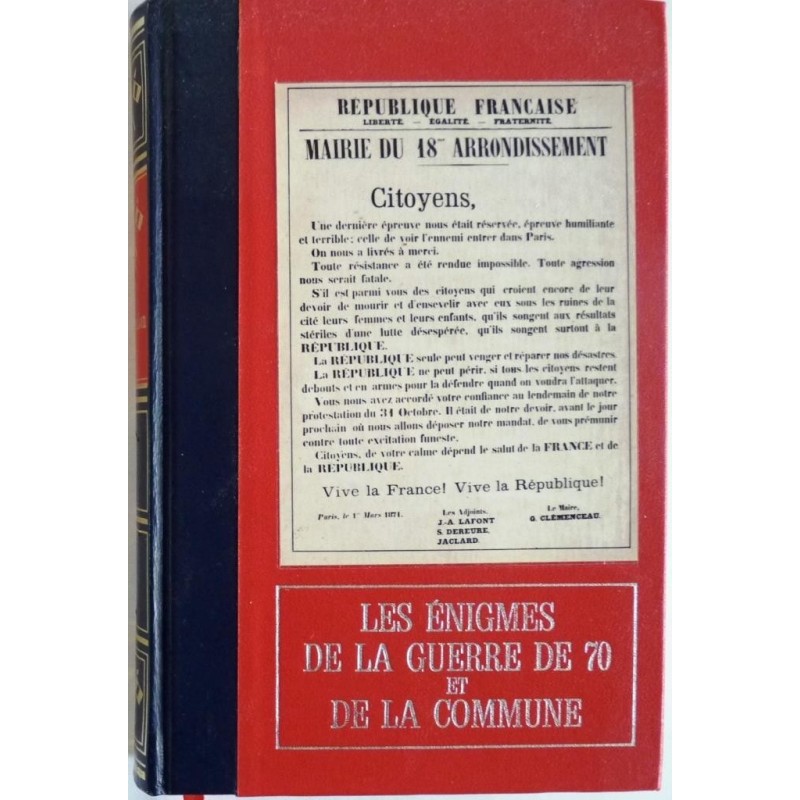 RÉPUBLIQUE FRANCAISE
LIBERTÉ — ÉGALITÉ — FRATERNITÉ
MAIRIE DU 18me ARRONDISSEMENT
Citoyens,
Une dernière épreuve nous était réservée, épreuve humiliante
et terrible; celle de voir l'ennemi entrer dans Paris.
On nous a livrés à merci.
Toute résistance a été rendue impossible. Toute agression
nous serait fatale.
S'il est parmi vous des citoyens qui croient encore de leur
devoir de mourir et d'ensevelir avec eux sous les ruines de la
cité leurs femmes et leurs enfants, qu'ils songent aux résultats
stériles d'une lutte désespérée, qu'ils songent surtout à la
RÉPUBLIQUE.
La RÉPUBLIQUE seule peut venger et réparer nos désastres.
La RÉPUBLIQUE ne peut périr, si tous les citoyens restent
debouts et en armes pour la défendre quand on voudra l'attaquer.
Vous nous avez accordé votre confiance au lendemain de notre
protestation du 31 Octobre. Il était de notre devoir, avant le jour
prochain où nous allons déposer notre mandat, de vous prémunir
contre toute excitation funeste.
Citoyens, de votre calme dépend le salut de la FRANCE et de
la RÉPUBLIQUE.
Vive la France! Vive la République!
Paris, le 1er Mars 1871.
Les Adjoints,
J.-A. LAFONT
S. DEREURE,
JACLARD.
Le Maire,
G. CLÉMENCEAU.
LES ÉNIGMES
DE LA GUERRE DE 70
ET
DE LA COMMUNE